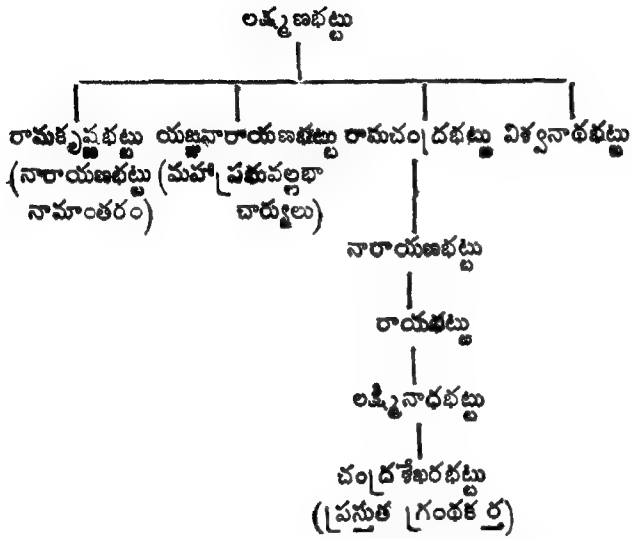 లక్ష్మణభట్టు
రామకృష్ణభట్టు యజ్ఞనారాయణభట్టు రామచంద్రభట్టు విశ్వనాథభట్టు
(నారాయణభట్టు (మహాప్రభువల్లభా
నామాంతరం) చార్యులు)
నారాయణభట్టు
రాయభట్టు
లక్ష్మీనాధభట్టు
చంద్రశేఖరభట్టు
(ప్రస్తుత గ్రంథకర్త)